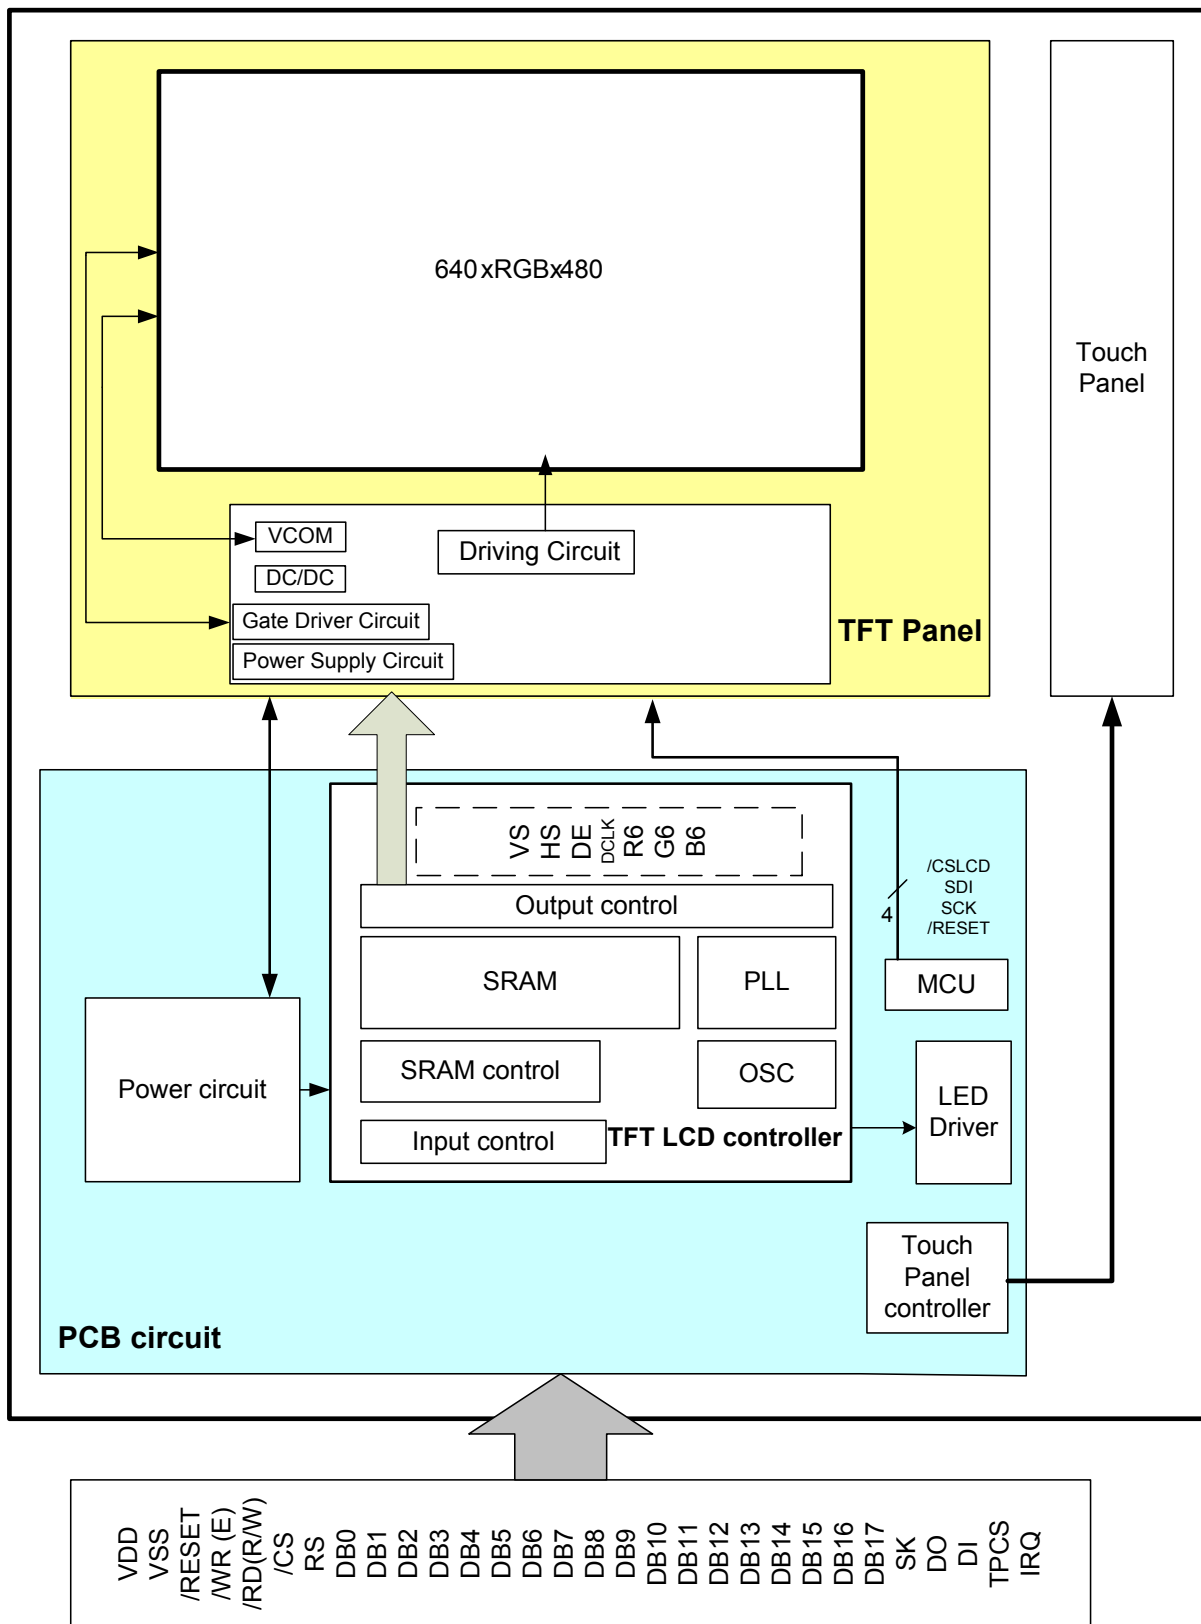 640xRGBx480
Touch
Panel
VCOM
Driving Circuit
DC/DC
Gate Driver Circuit
Power Supply Circuit
TFT Panel
VS
HS
DE
DCLK
R6
G6
B6
/CSLCD
SDI
SCK
/RESET
4
Output control
SRAM
PLL
MCU
SRAM control
OSC
Power circuit
LED
Driver
Input control
TFT LCD controller
Touch
Panel
controller
PCB circuit
VDD
VSS
/RESET
/WR (E)
/RD(R/W)
/CS
RS
DB0
DB1
DB2
DB3
DB4
DB5
DB6
DB7
DB8
DB9
DB10
DB11
DB12
DB13
DB14
DB15
DB16
DB17
SK
DO
DI
TPCS
IRQ